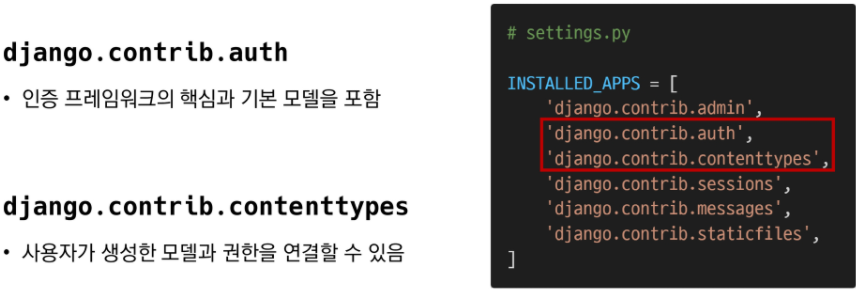 django.contrib.auth
• 인증 프레임워크의 핵심과 기본 모델을 포함
django.contrib.contenttypes
• 사용자가 생성한 모델과 권한을 연결할 수 있음
# settings.py
INSTALLED_APPS = [
'django.contrib.admin',
'django.contrib.auth',
'django.contrib.contenttypes',
'django.contrib.sessions',
'django.contrib.messages',
'django.contrib.staticfiles',
]